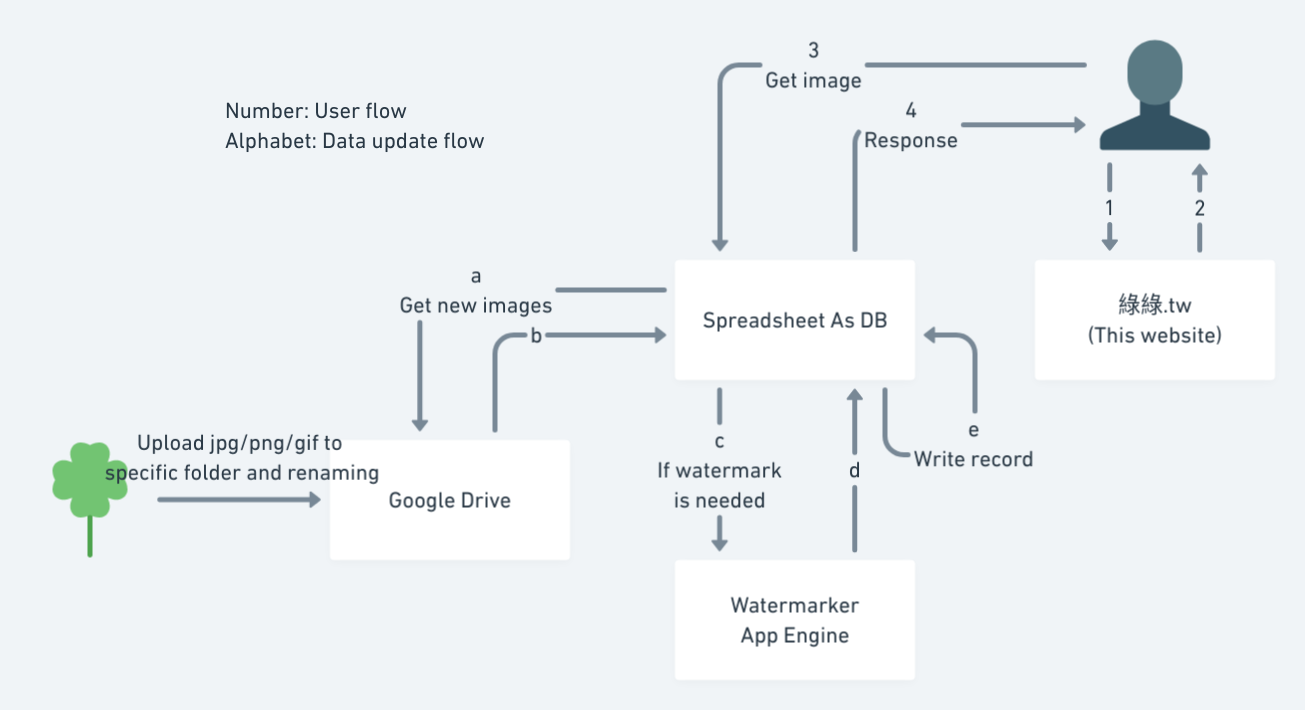 3
Get image
4
Response
Number: User flow
Alphabet: Data update flow
1
2
a
Get new images
b
Spreadsheet As DB
綠綠.tw
(This website)
Upload jpg/png/gif to
specific folder and renaming
Google Drive
c
If watermark
is needed
d
e
Write record
Watermarker
App Engine